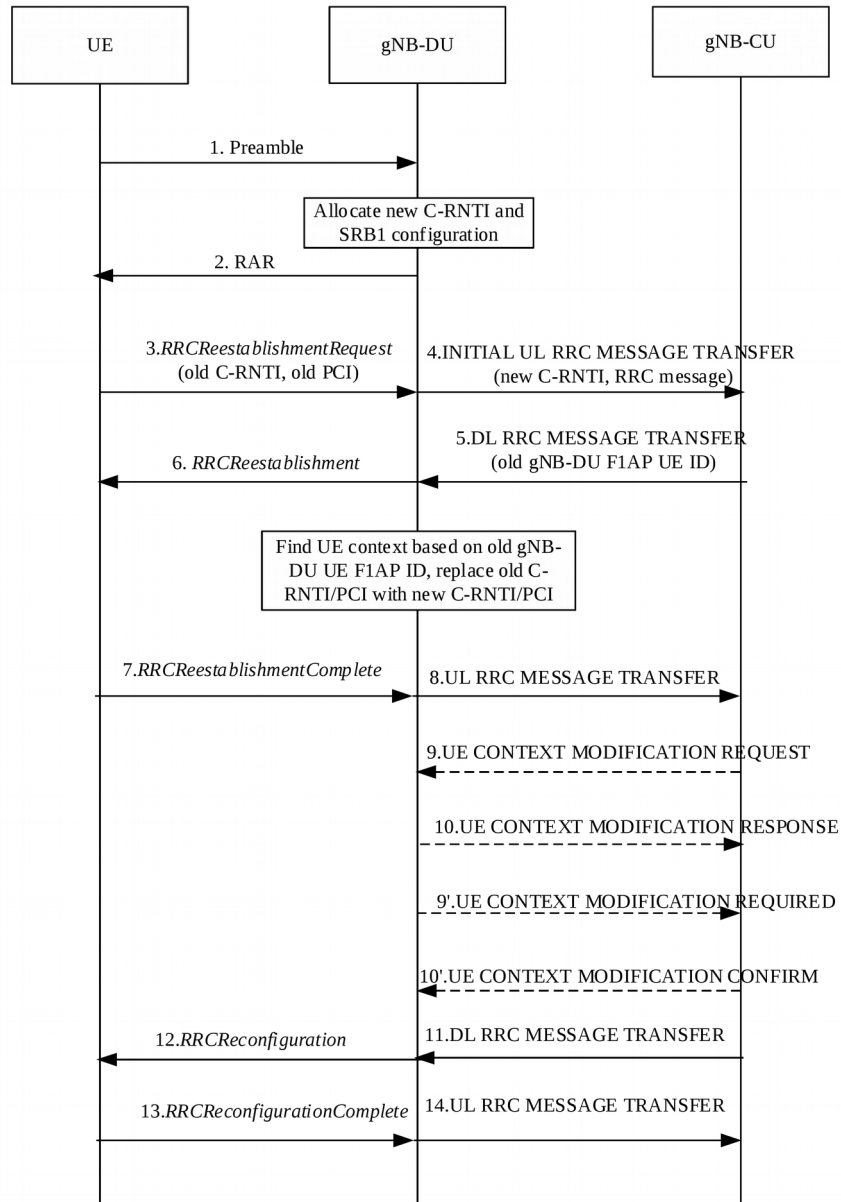 UE
gNB-DU
gNB-CU
1. Preamble
Allocate new C-RNTI and
SRB1 configuration
2. RAR
3.RRCReestablishmentRequest
(old C-RNTI, old PCI)
4.INITIAL UL RRC MESSAGE TRANSFER
(new C-RNTI, RRC message)
5.DL RRC MESSAGE TRANSFER
(old gNB-DU F1AP UE ID)
6. RRCReestablishment
Find UE context based on old gNB-
DU UE F1AP ID, replace old C-
RNTI/PCI with new C-RNTI/PCI
7.RRCReestablishmentComplete
8.UL RRC MESSAGE TRANSFER
9.UE CONTEXT MODIFICATION REQUEST
10.UE CONTEXT MODIFICATION RESPONSE
9'.UE CONTEXT MODIFICATION REQUIRED
10'.UE CONTEXT MODIFICATION CONFIRM
11.DL RRC MESSAGE TRANSFER
12.RRCReconfiguration
13.RRCReconfigurationComplete
14.UL RRC MESSAGE TRANSFER